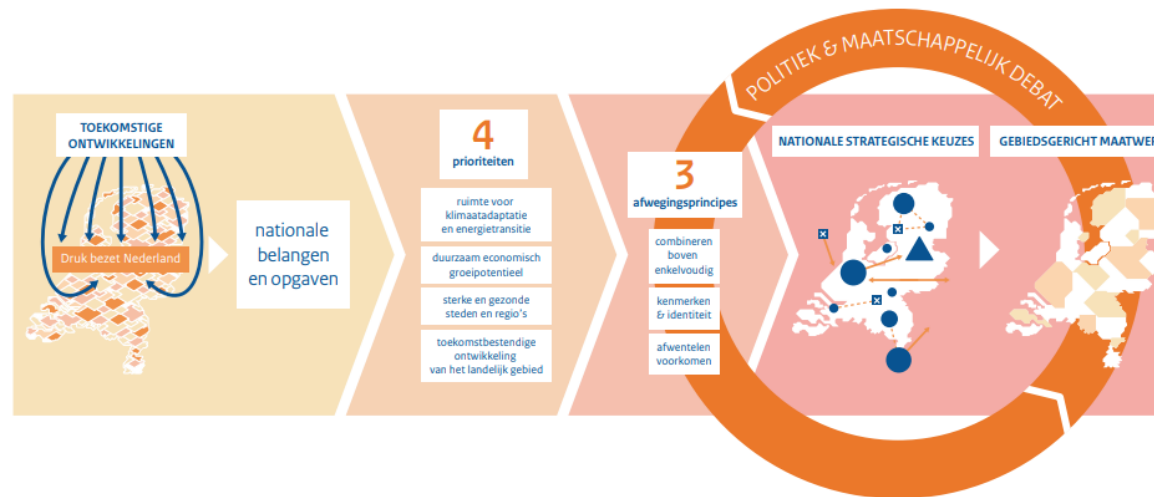 POLITIEK & MAATSCHAPPELIJK DEBAT
TOEKOMSTIGE
ONTWIKKELINGEN
Druk bezet Nederland
nationale
belangen
en opgaven
4
prioriteiten
ruimte voor
klimaatadaptatie
en energietransitie
duurzaam economisch
groeipotentieel
sterke en gezonde
steden en regio's
toekomstbestendige
ontwikkeling
van het landelijk gebied
3
afwegingsprincipes
combineren
boven
enkelvoudig
kenmerken
& identiteit
afwentelen
voorkomen
NATIONALE STRATEGISCHE KEUZES
GEBIEDSGERICHT MAATWER